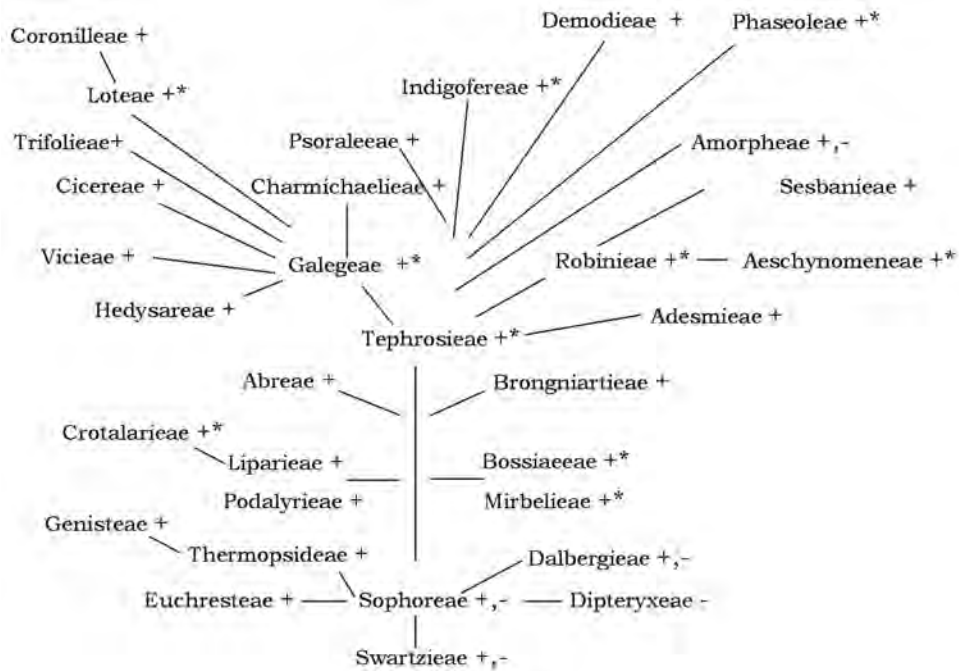 Demodieae +
Phaseoleae +*
Coronilleae +
Indigofereae +*
Loteae +*
Psoraleeae +
Amorpheae +,-
Trifolieae+
Cicereae +
Charmichaelieae +
Sesbanieae +
Vicieae +
Galegeae +*
Robinieae +*
Aeschynomeneae +*
Hedysareae +
Adesmieae +
Tephrosieae +*
Abreae +
Brongniartieae +
Crotalarieae +*
Liparieae +
Bossiaeeae +*
Podalyrieae +
Mirbelieae +*
Genisteae +
Thermopsideae +
Dalbergieae +,-
Euchresteae +
Sophoreae +,-
Dipteryxeae -
Swartzieae +,-